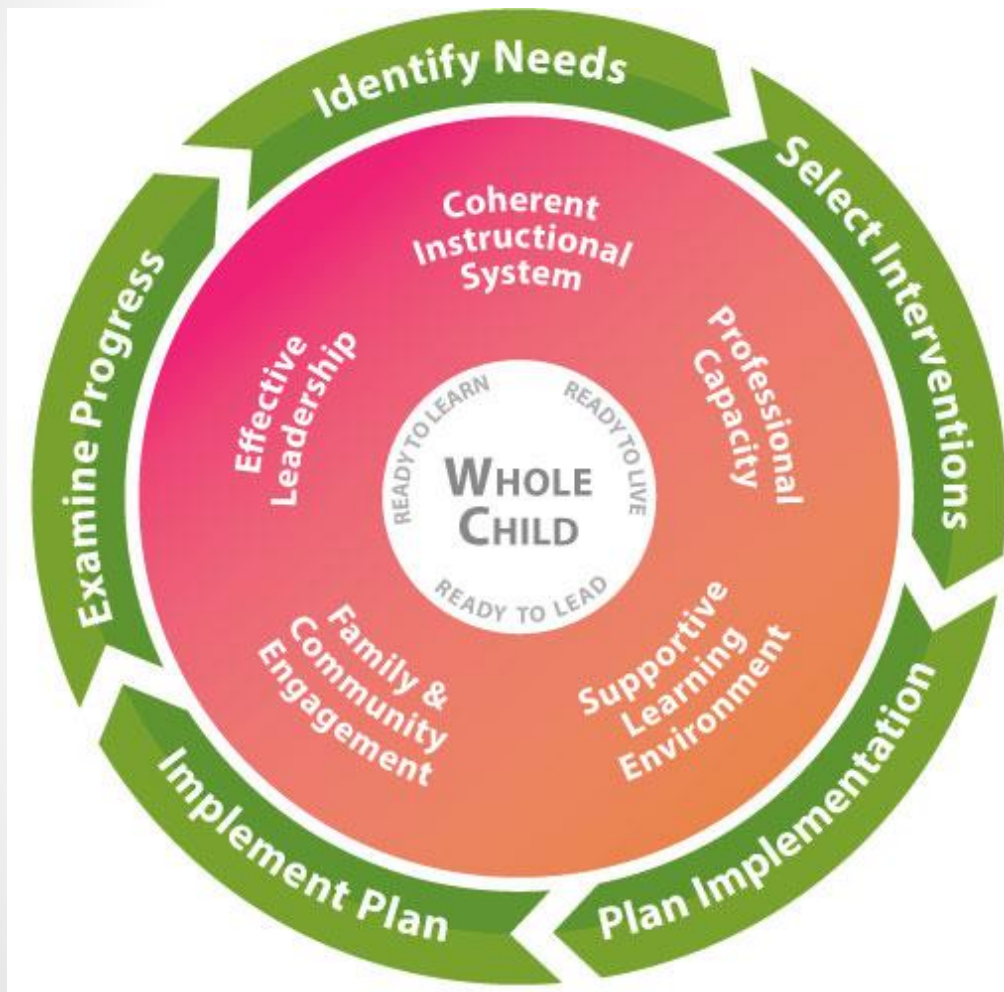 Identify Needs
Select Interventions
Plan Implementation
Implement Plan
Examine Progress
Coherent
Instructional
System
Professional
Capacity
Supportive
Learning
Environment
Family &
Community
Engagement
Effective
Leadership
READY TO LEARN
READY TO LIVE
READY TO LEAD
WHOLE
CHILD